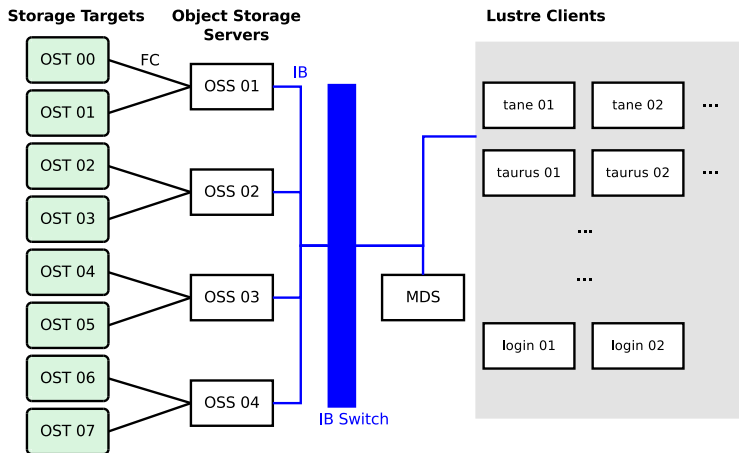 Storage Targets
Object Storage
Servers
Lustre Clients
OST 00
FC
OST 01
OSS 01
IB
OST 02
OST 03
OSS 02
OST 04
OST 05
OSS 03
OST 06
OST 07
OSS 04
IB Switch
MDS
tane 01
tane 02
...
taurus 01
taurus 02
...
...
...
login 01
login 02